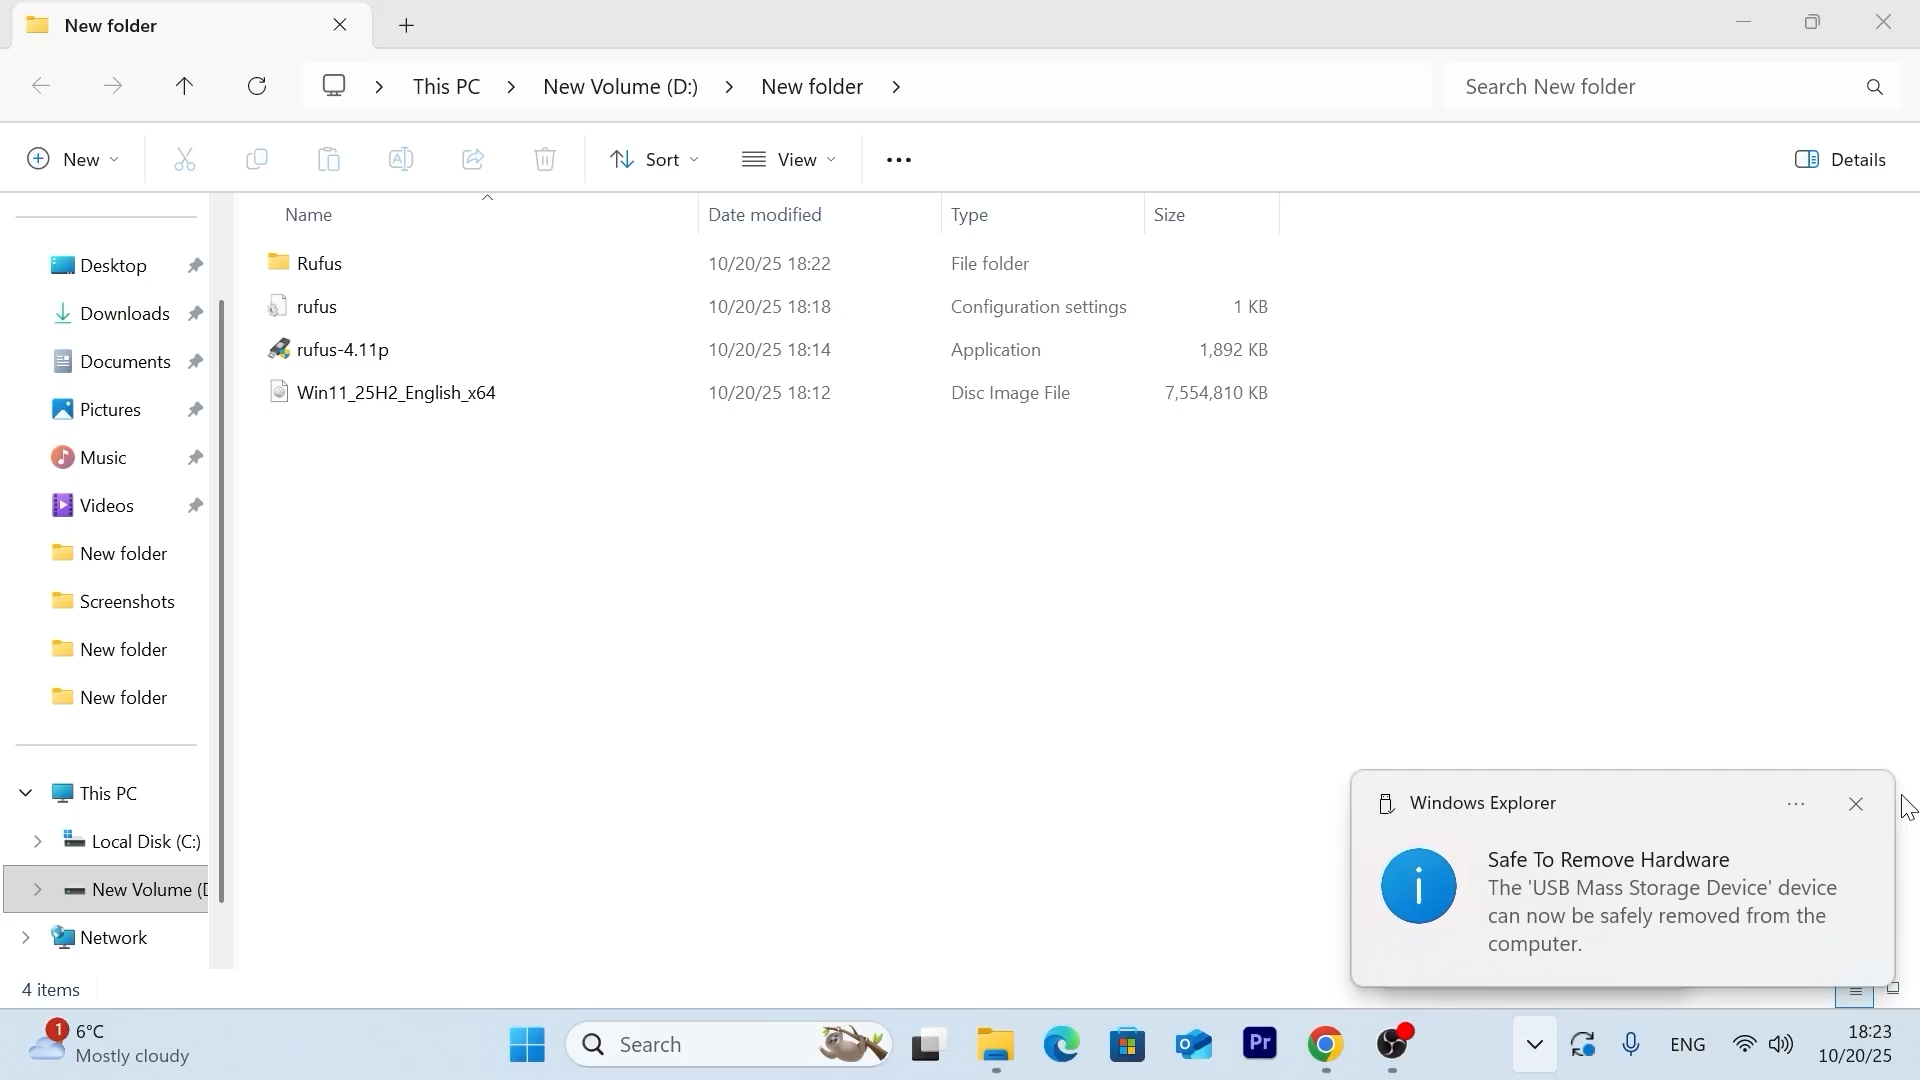 New folder
This PC
New Volume (D:)
New folder
Search New folder
New
Sort
View
Details
Name
Date modified
Type
Size
Rufus
10/20/25 18:22
File folder
rufus
10/20/25 18:18
Configuration settings
1 KB
rufus-4.11p
10/20/25 18:14
Application
1,892 KB
Win11_25H2_English_x64
10/20/25 18:12
Disc Image File
7,554,810 KB
Desktop
Downloads
Documents
Pictures
Music
Videos
New folder
Screenshots
New folder
New folder
This PC
Local Disk (C:)
New Volume (D
Network
4 items
Windows Explorer
Safe To Remove Hardware
The 'USB Mass Storage Device' device
can now be safely removed from the
computer.
1
6°C
Mostly cloudy
Search
Pr
ENG
18:23
10/20/25